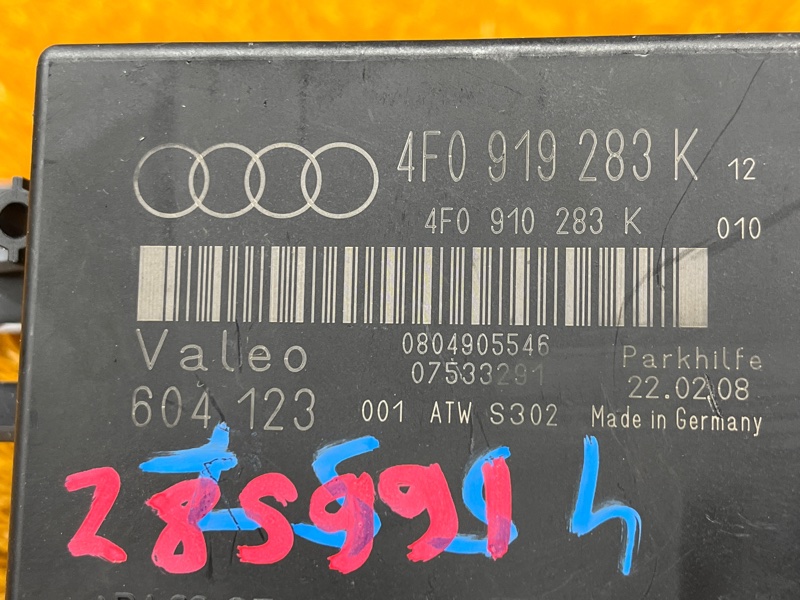 4F0 919 283 K 12
4F0 910 283 K 010
Valeo 0804905546 Parkhilfe
07533291 22.02.08
604 123 001 ATW S302 Made in Germany
285991